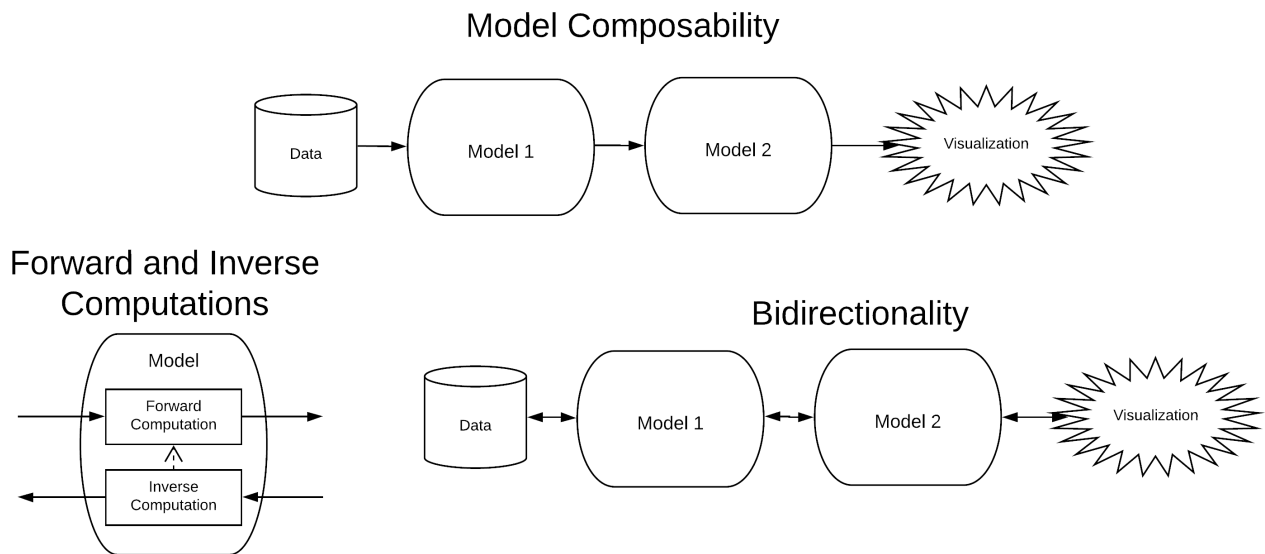 Model Composability
Data
Model 1
Model 2
Visualization
Forward and Inverse
Computations
Model
Forward
Computation
Inverse
Computation
Bidirectionality
Data
Model 1
Model 2
Visualization